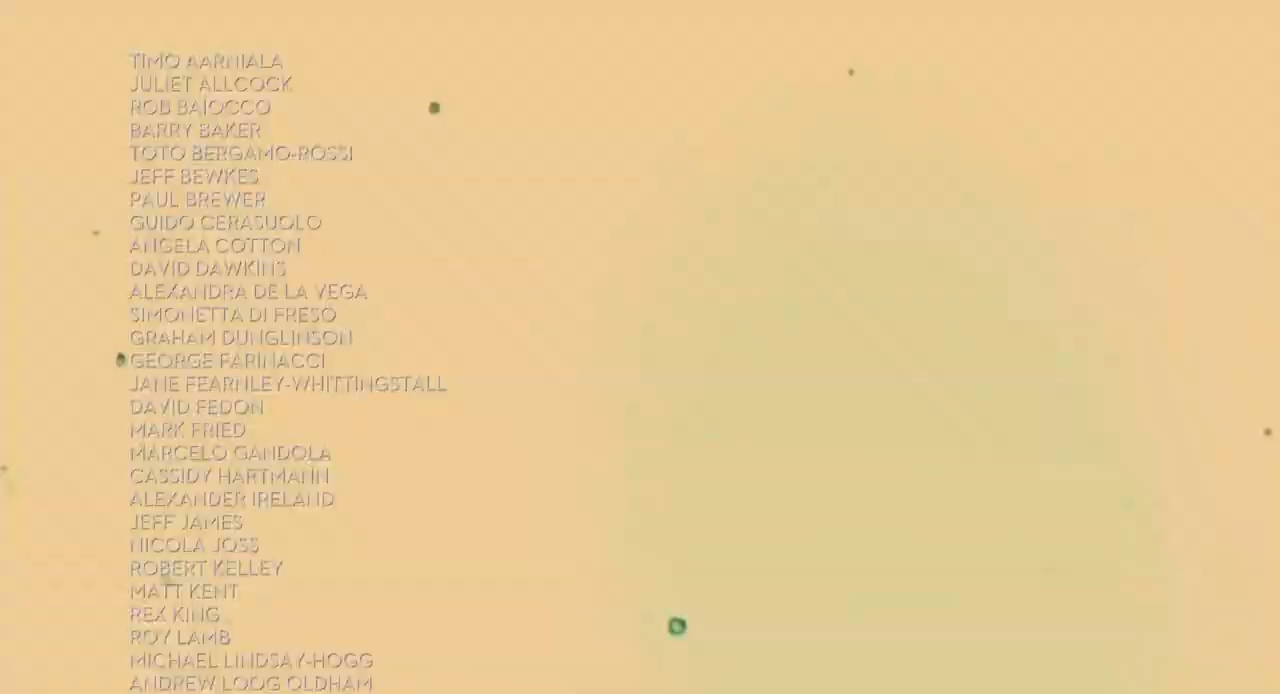 TIMO AARNIALA
JULIET ALLCOCK
ROB BAIOCCO
BARRY BAKER
TOTO BERGAMO-ROSSI
JEFF BEWKES
PAUL BREWER
GUIDO CERASUOLO
ANGELA COTTON
DAVID DAWKINS
ALEXANDRA DE LA VEGA
SIMONETTA DI FRESO
GRAHAM DUNGLINSON
GEORGE FARINACCI
JANE FEARNLEY-WHITTINGSTALL
DAVID FEDON
MARK FRIED
MARCELO GANDOLA
CASSIDY HARTMANN
ALEXANDER IRELAND
JEFF JAMES
NICOLA JOSS
ROBERT KELLEY
MATT KENT
REX KING
ROY LAMB
MICHAEL LINDSAY-HOGG
ANDREW LOOG OLDHAM